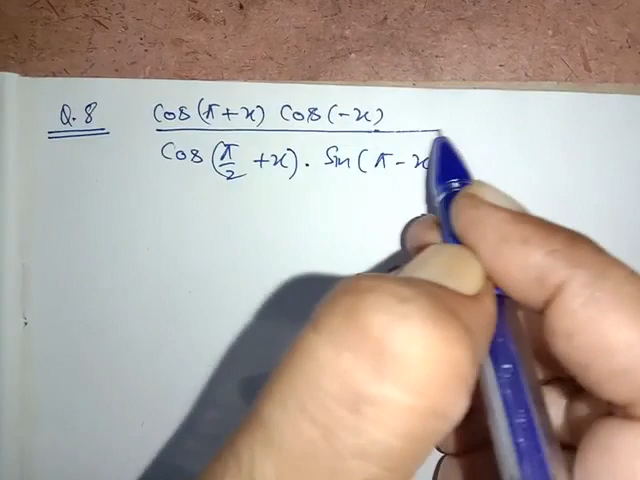 Q.8 cos(π+x) cos(-x)
cos(π/2 +x). Sin(π-x